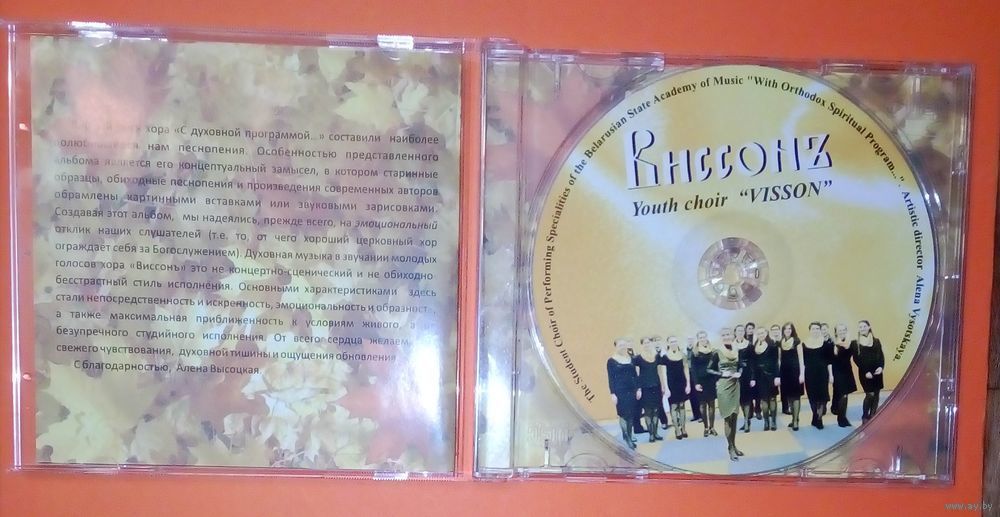 хора «С духовной программой...» составили наиболее
нам песнопения. Особенностью представленного
альбома является его концептуальный замысел, в котором старинные
образцы, обиходные песнопения и произведения современных авторов
обрамлены картинными вставками или звуковыми зарисовками.
Создавая этот альбом, мы надеялись, прежде всего, на эмоциональный
отклик наших слушателей (т.е. то, от чего хороший церковный хор
ограждает себя за Богослужением). Духовная музыка в звучании молодых
голосов хора «Виссонъ» это не концертно-сценический и не обиходно-
бесстрастный стиль исполнения. Основными характеристиками здесь
стали непосредственность и искренность, эмоциональность и образность,
а также максимальная приближенность к условиям живого, а
безупречного студийного исполнения. От всего сердца желаем
свежего чувствования, духовной тишины и ощущения обновления
С благодарностью, Алена Высоцкая.
The Student Choir of Performing Specialities of the Belarusian State Academy of Music "With Orthodox Spiritual Program...". Artistic director Alena Vysotskaya.
Виссонъ
Youth choir “VISSON”
www.ay.by